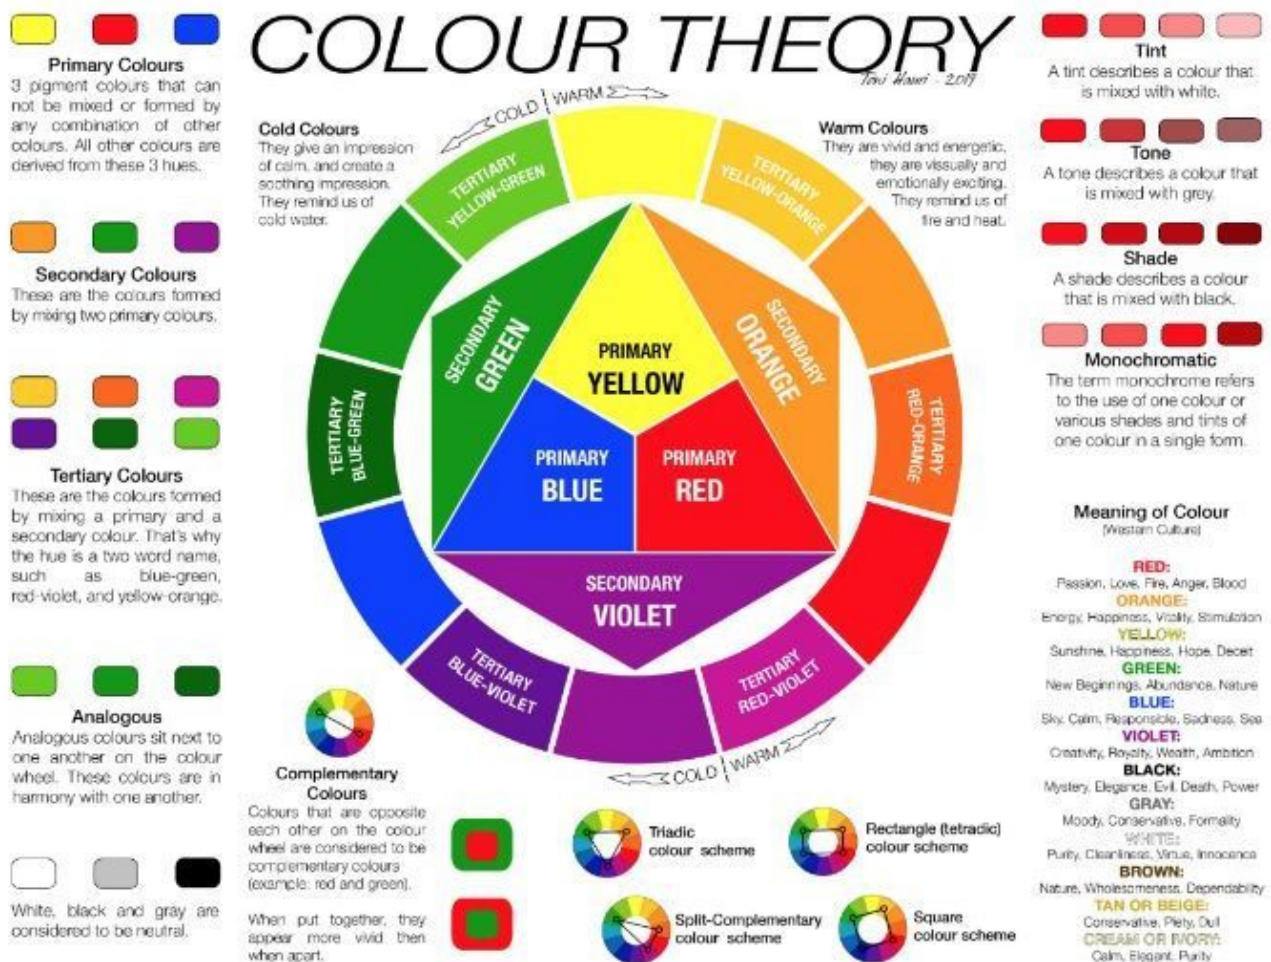 COLOUR THEORY
Toni Hauri - 2019
Primary Colours
3 pigment colours that can
not be mixed or formed by
any combination of other
colours. All other colours are
derived from these 3 hues.
Secondary Colours
These are the colours formed
by mixing two primary colours.
Tertiary Colours
These are the colours formed
by mixing a primary and a
secondary colour. That's why
the hue is a two word name,
such as blue-green,
red-violet, and yellow-orange.
Analogous
Analogous colours sit next to
one another on the colour
wheel. These colours are in
harmony with one another.
White, black and gray are
considered to be neutral.
Cold Colours
They give an impression
of calm, and create a
soothing impression.
They remind us of
cold water.
COLD | WARM
Warm Colours
They are vivid and energetic,
they are vissually and
emotionally exciting.
They remind us of
fire and heat.
TERTIARY
YELLOW-GREEN
TERTIARY
YELLOW-ORANGE
SECONDARY
GREEN
PRIMARY
YELLOW
SECONDARY
ORANGE
TERTIARY
BLUE-GREEN
TERTIARY
RED-ORANGE
PRIMARY
BLUE
PRIMARY
RED
SECONDARY
VIOLET
TERTIARY
BLUE-VIOLET
TERTIARY
RED-VIOLET
COLD | WARM
Complementary
Colours
Colours that are opposite
each other on the colour
wheel are considered to be
complementary colours
(example: red and green).
When put together, they
appear more vivid then
when apart.
Triadic
colour scheme
Rectangle (tetradic)
colour scheme
Split-Complementary
colour scheme
Square
colour scheme
Tint
A tint describes a colour that
is mixed with white.
Tone
A tone describes a colour that
is mixed with grey.
Shade
A shade describes a colour
that is mixed with black.
Monochromatic
The term monochrome refers
to the use of one colour or
various shades and tints of
one colour in a single form.
Meaning of Colour
(Western Culture)
RED:
Passion, Love, Fire, Anger, Blood
ORANGE:
Energy, Happiness, Vitality, Stimulation
YELLOW:
Sunshine, Happiness, Hope, Deceit
GREEN:
New Beginnings, Abundance, Nature
BLUE:
Sky, Calm, Responsible, Sadness, Sea
VIOLET:
Creativity, Royalty, Wealth, Ambition
BLACK:
Mystery, Elegance, Evil, Death, Power
GRAY:
Moody, Conservative, Formality
WHITE:
Purity, Cleanliness, Virtue, Innocence
BROWN:
Nature, Wholesomeness, Dependability
TAN OR BEIGE:
Conservative, Piety, Dull
CREAM OR IVORY:
Calm, Elegant, Purity